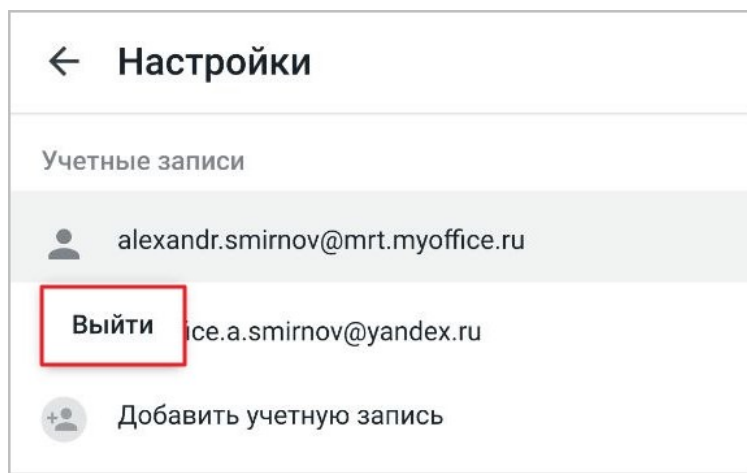 Настройки
Учетные записи
alexandr.smirnov@mrt.myoffice.ru
Выйти
ice.a.smirnov@yandex.ru
Добавить учетную запись